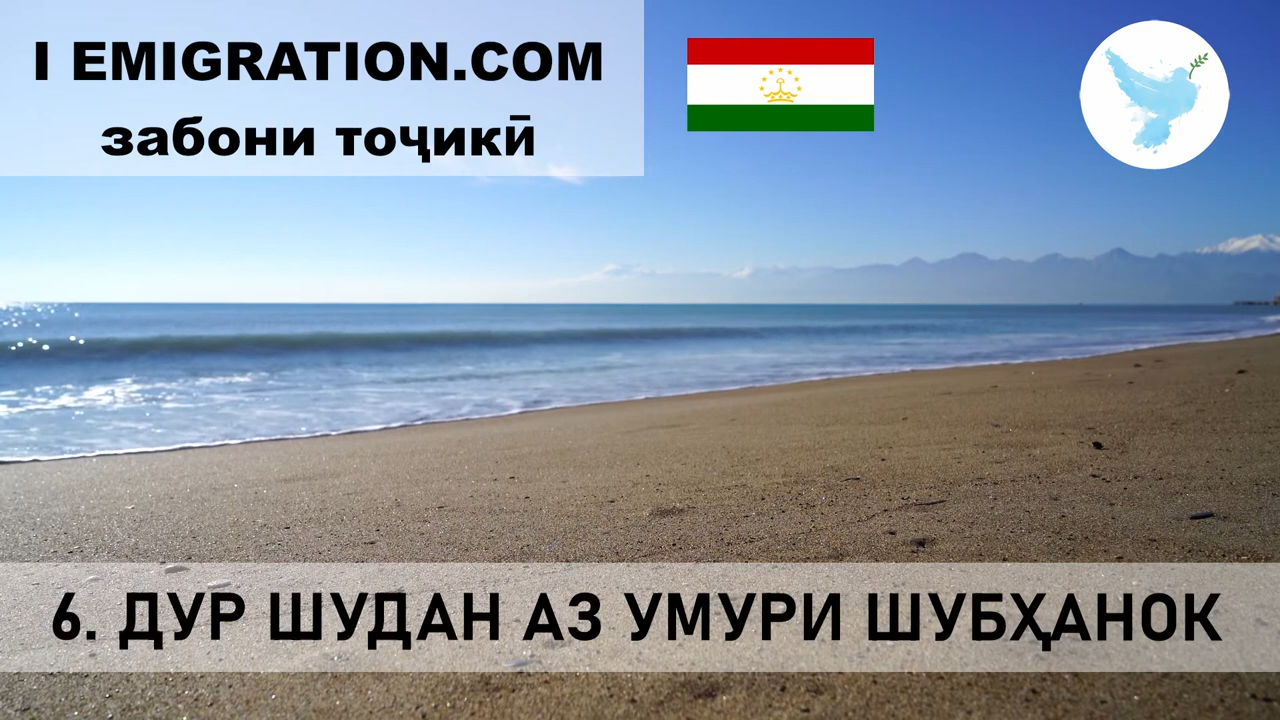 I EMIGRATION.COM
забони тоҷикӣ
6. ДУР ШУДАН АЗ УМУРИ ШУБҲАНОК